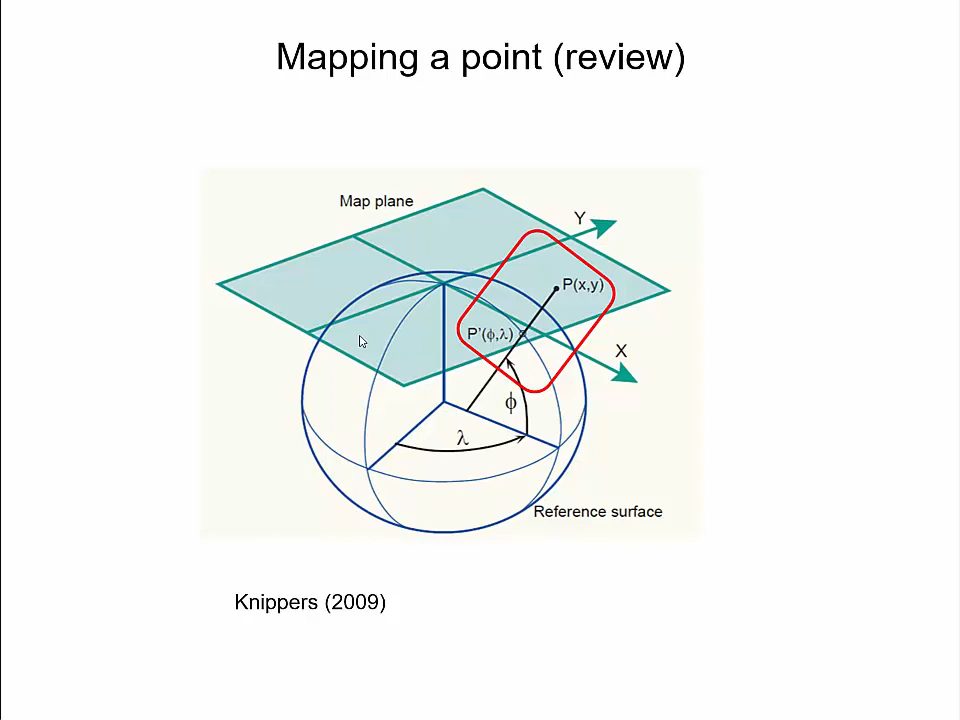 Mapping a point (review)
Map plane
Y
P(x,y)
P'(ϕ,λ)
X
ϕ
λ
Reference surface
Knippers (2009)